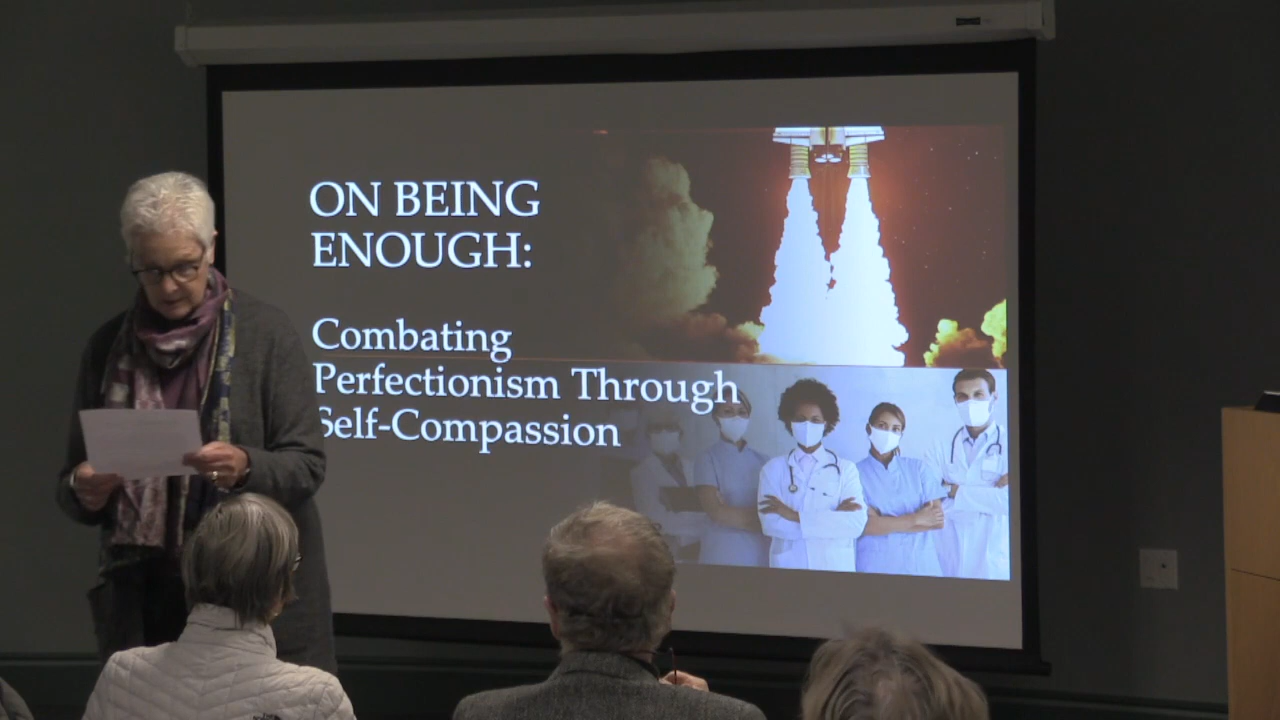 ON BEING
ENOUGH:
Combating
Perfectionism Through
Self-Compassion